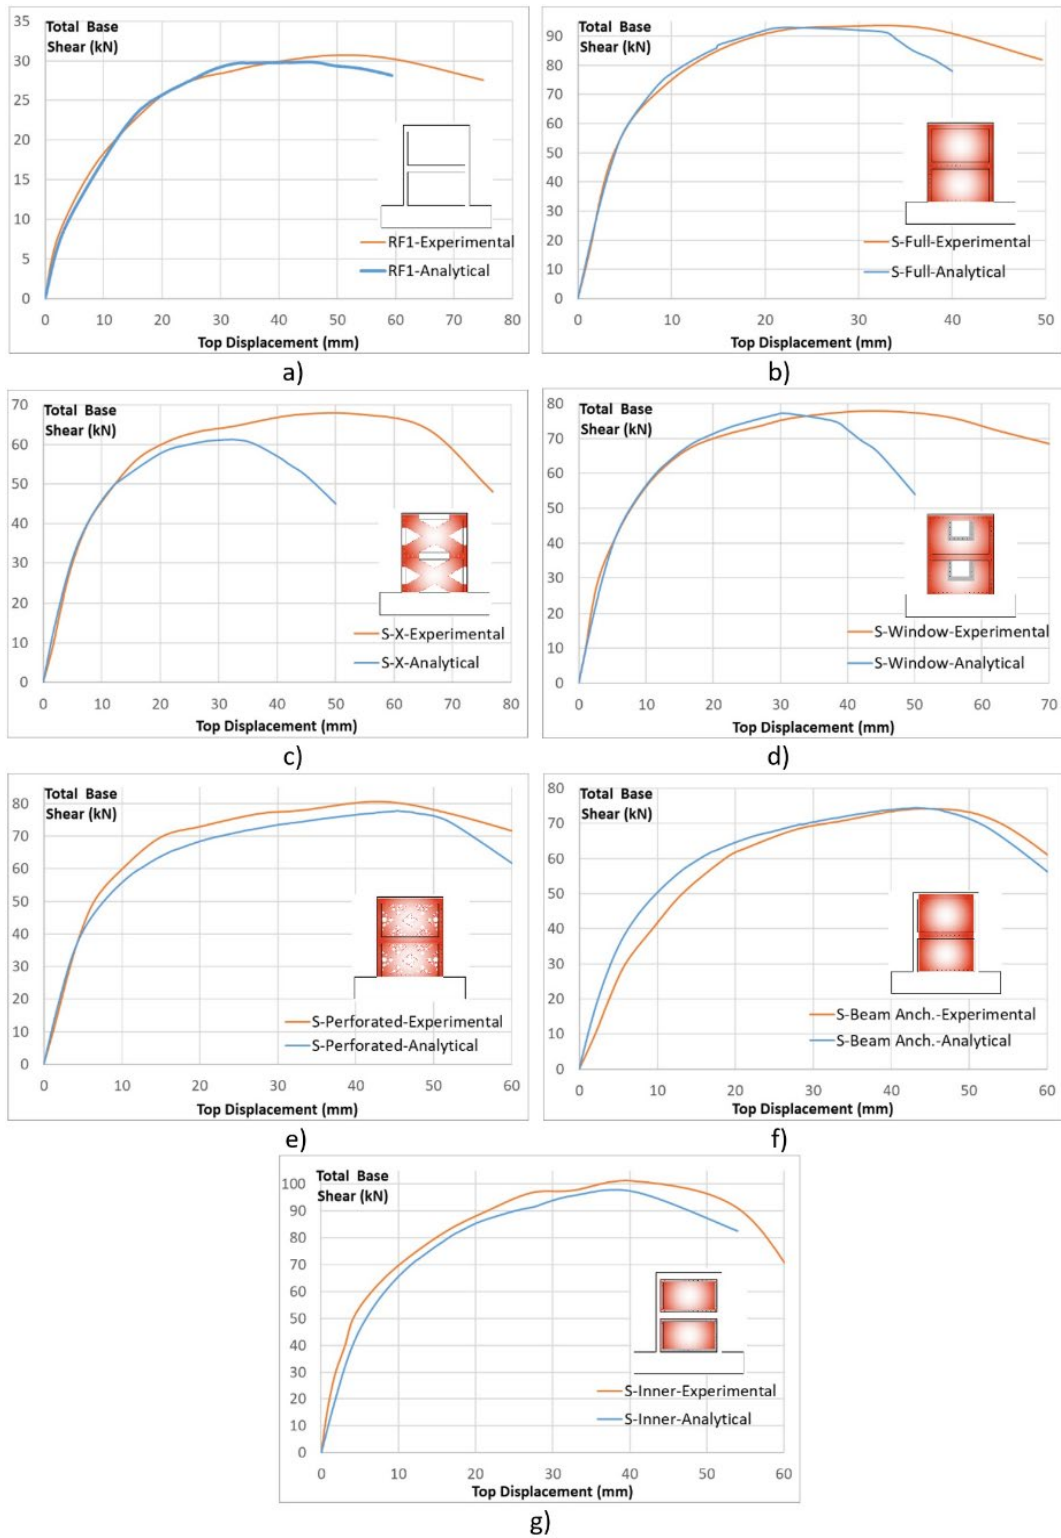 Total Base
Shear (kN)
35
30
25
20
15
10
5
0
0 10 20 30 40 50 60 70 80
Top Displacement (mm)
RF1-Experimental
RF1-Analytical
a)
Total Base
Shear (kN)
90
80
70
60
50
40
30
20
10
0
0 10 20 30 40 50
Top Displacement (mm)
S-Full-Experimental
S-Full-Analytical
b)
Total Base
Shear (kN)
70
60
50
40
30
20
10
0
0 10 20 30 40 50 60 70 80
Top Displacement (mm)
S-X-Experimental
S-X-Analytical
c)
Total Base
Shear (kN)
80
70
60
50
40
30
20
10
0
0 10 20 30 40 50 60 70
Top Displacement (mm)
S-Window-Experimental
S-Window-Analytical
d)
Total Base
Shear (kN)
80
70
60
50
40
30
20
10
0
0 10 20 30 40 50 60
Top Displacement (mm)
S-Perforated-Experimental
S-Perforated-Analytical
e)
Total Base
Shear (kN)
80
70
60
50
40
30
20
10
0
0 10 20 30 40 50 60
Top Displacement (mm)
S-Beam Anch.-Experimental
S-Beam Anch.-Analytical
f)
Total Base
Shear (kN)
100
90
80
70
60
50
40
30
20
10
0
0 10 20 30 40 50 60
Top Displacement (mm)
S-Inner-Experimental
S-Inner-Analytical
g)